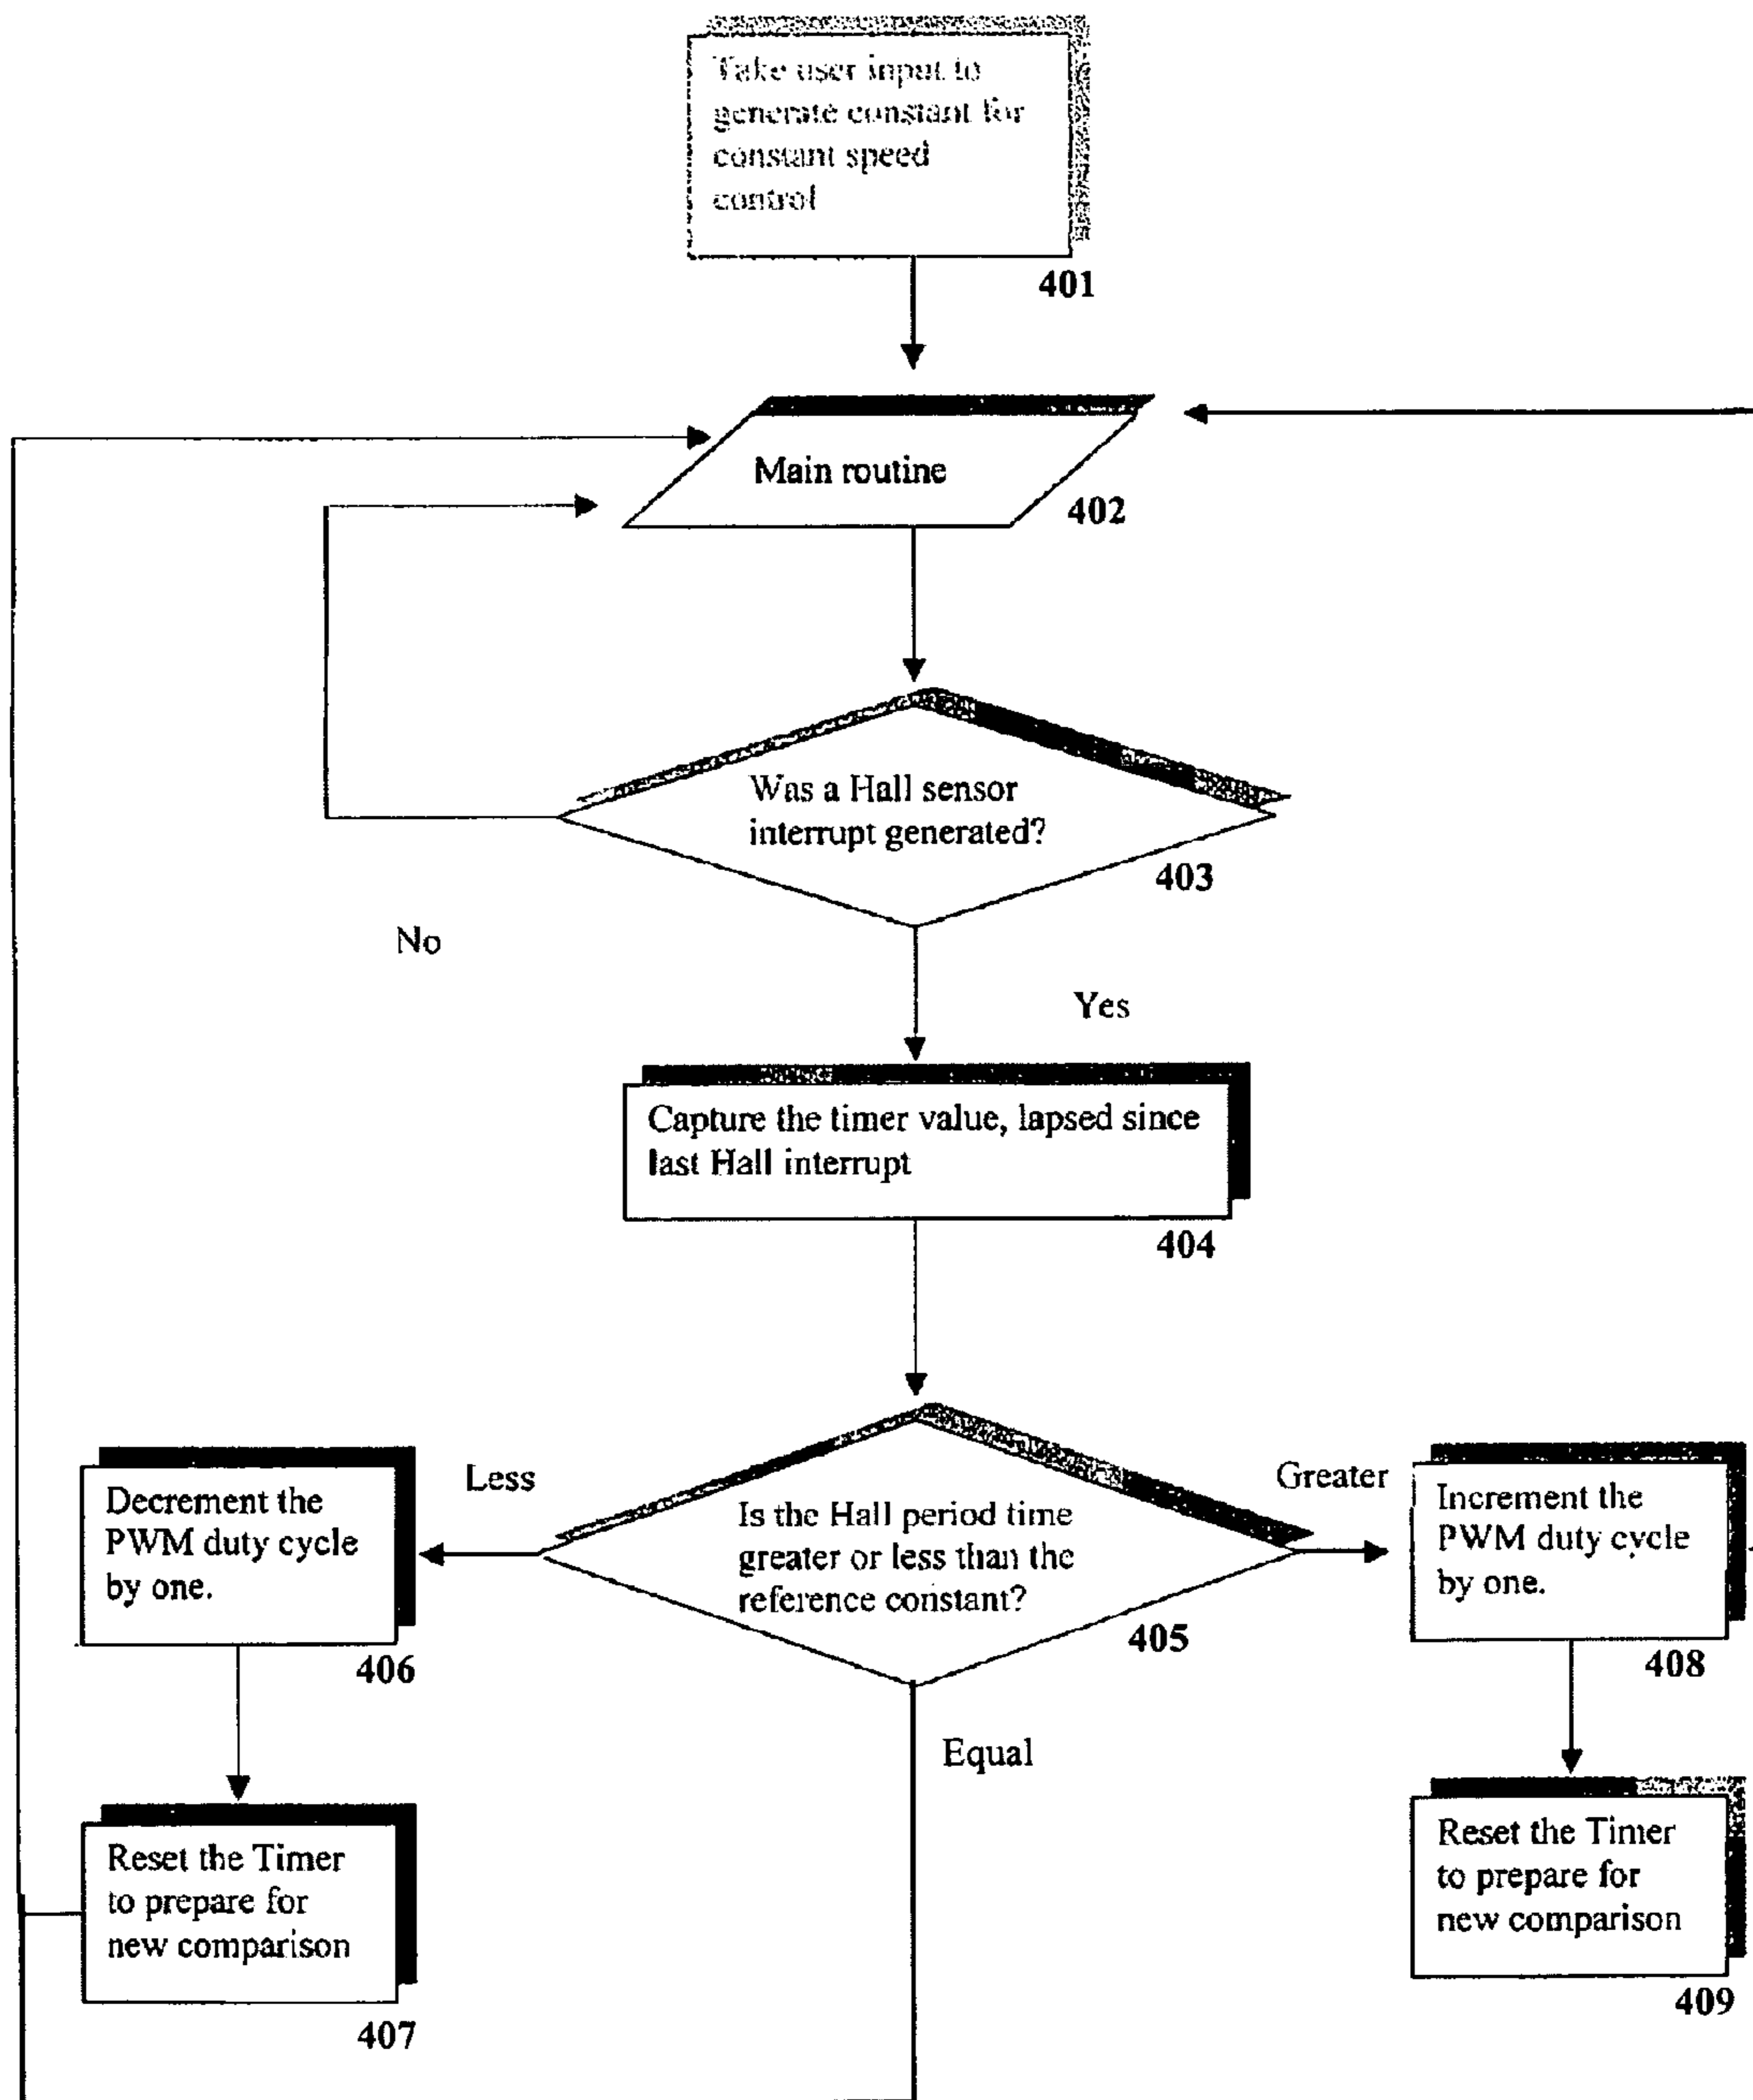 Take user input to
generate constant for
constant speed
control
401
Main routine
402
Was a Hall sensor
interrupt generated?
403
No
Yes
Capture the timer value, lapsed since
last Hall interrupt
404
Less
Greater
Decrement the
PWM duty cycle
by one.
406
Is the Hall period time
greater or less than the
reference constant?
405
Increment the
PWM duty cycle
by one.
408
Equal
Reset the Timer
to prepare for
new comparison
407
Reset the Timer
to prepare for
new comparison
409